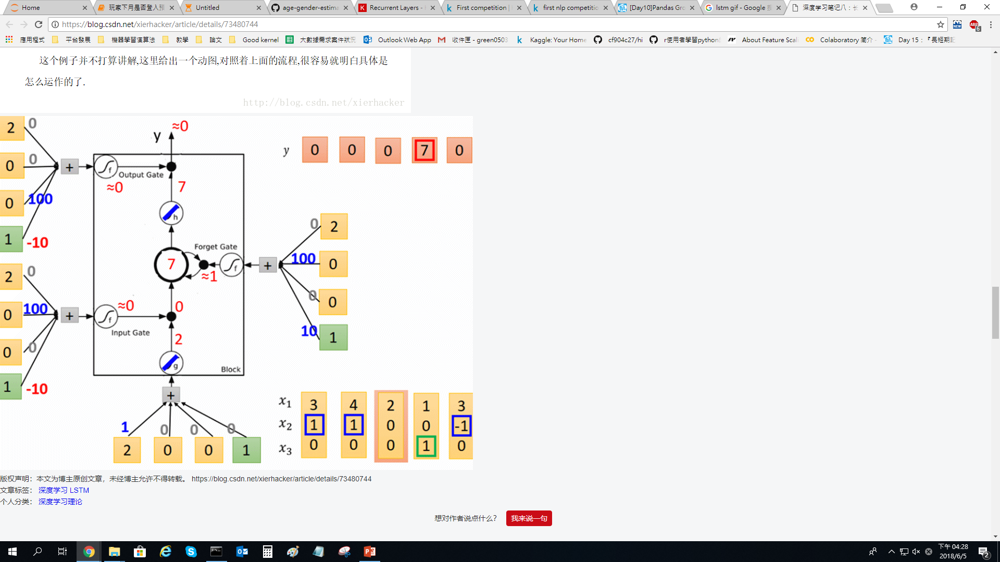 Home
玩家下月是否登入預
Untitled
age-gender-estima
Recurrent Layers -
First competition |
first nlp competitio
[Day10]Pandas Gro
lstm gif - Google 搜
深度学习笔记八：长
https://blog.csdn.net/xierhacker/article/details/73480744
應用程式
平台發展
機器學習演算法
教學
論文
Good kernel
大數據需求案件狀況
Outlook Web App
收件匣 - green0503
Kaggle: Your Home
cf904c27/hi
r使用者學習python
About Feature Scal
Colaboratory 简介 -
Day 15：『長短期記
这个例子并不打算讲解,这里给出一个动图,对照着上面的流程,很容易就明白具体是
怎么运作的了.
http://blog.csdn.net/xierhacker
2 0
0 0
0 100
1 -10
+
f
Output Gate
≈0
y ≈0
7
h
7
Forget Gate
≈1
f
+
0 2
100 0
0 0
10 1
2 0
0 100
0 0
1 -10
+
f
≈0
Input Gate
0
2
g
Block
+
1 0 0 0
2 0 0 1
y 0 0 0 7 0
x1 3 4 2 1 3
x2 1 1 0 0 -1
x3 0 0 0 1 0
版权声明：本文为博主原创文章，未经博主允许不得转载。 https://blog.csdn.net/xierhacker/article/details/73480744
文章标签： 深度学习 LSTM
个人分类： 深度学习理论
想对作者说点什么？ 我来说一句
下午 04:28
2018/6/5
2